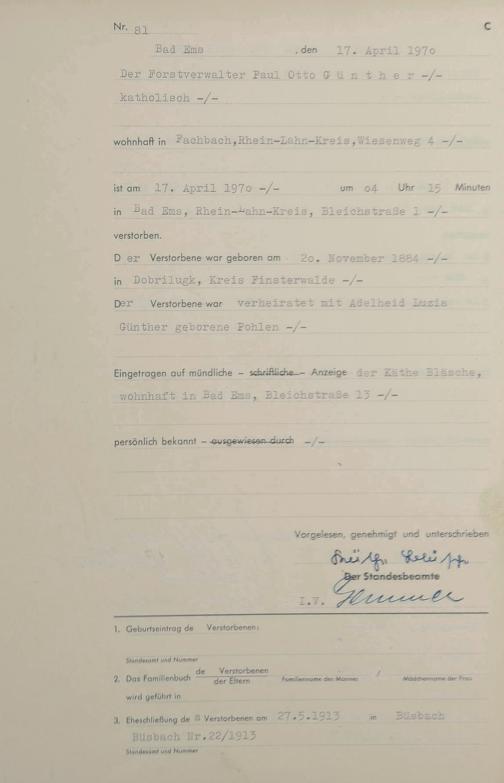 Nr. 81 C
Bad Ems , den 17. April 197o
Der Forstverwalter Paul Otto G ü n t h e r -/-
katholisch -/-
wohnhaft in Fachbach,Rhein-Lahn-Kreis,Wiesenweg 4 -/-
ist am 17. April 197o -/- um o4 Uhr 15 Minuten
in Bad Ems, Rhein-Lahn-Kreis, Bleichstraße 1 -/-
verstorben.
D er Verstorbene war geboren am 2o. November 1884 -/-
in Dobrilugk, Kreis Finsterwalde -/-
Der Verstorbene war verheiratet mit Adelheid Luzia
Günther geborene Pohlen -/-
Eingetragen auf mündliche – schriftliche – Anzeige der Käthe Bläsche,
wohnhaft in Bad Ems, Bleichstraße 13 -/-
persönlich bekannt – ausgewiesen durch -/-
Vorgelesen, genehmigt und unterschrieben
Der Standesbeamte
I.V.
1. Geburtseintrag de Verstorbenen:
Standesamt und Nummer
2. Das Familienbuch de Verstorbenen / der Eltern Familienname des Mannes / Mädchenname der Frau
wird geführt in
3. Eheschließung de s Verstorbenen am 27.5.1913 in Büsbach
Büsbach Nr.22/1913
Standesamt und Nummer